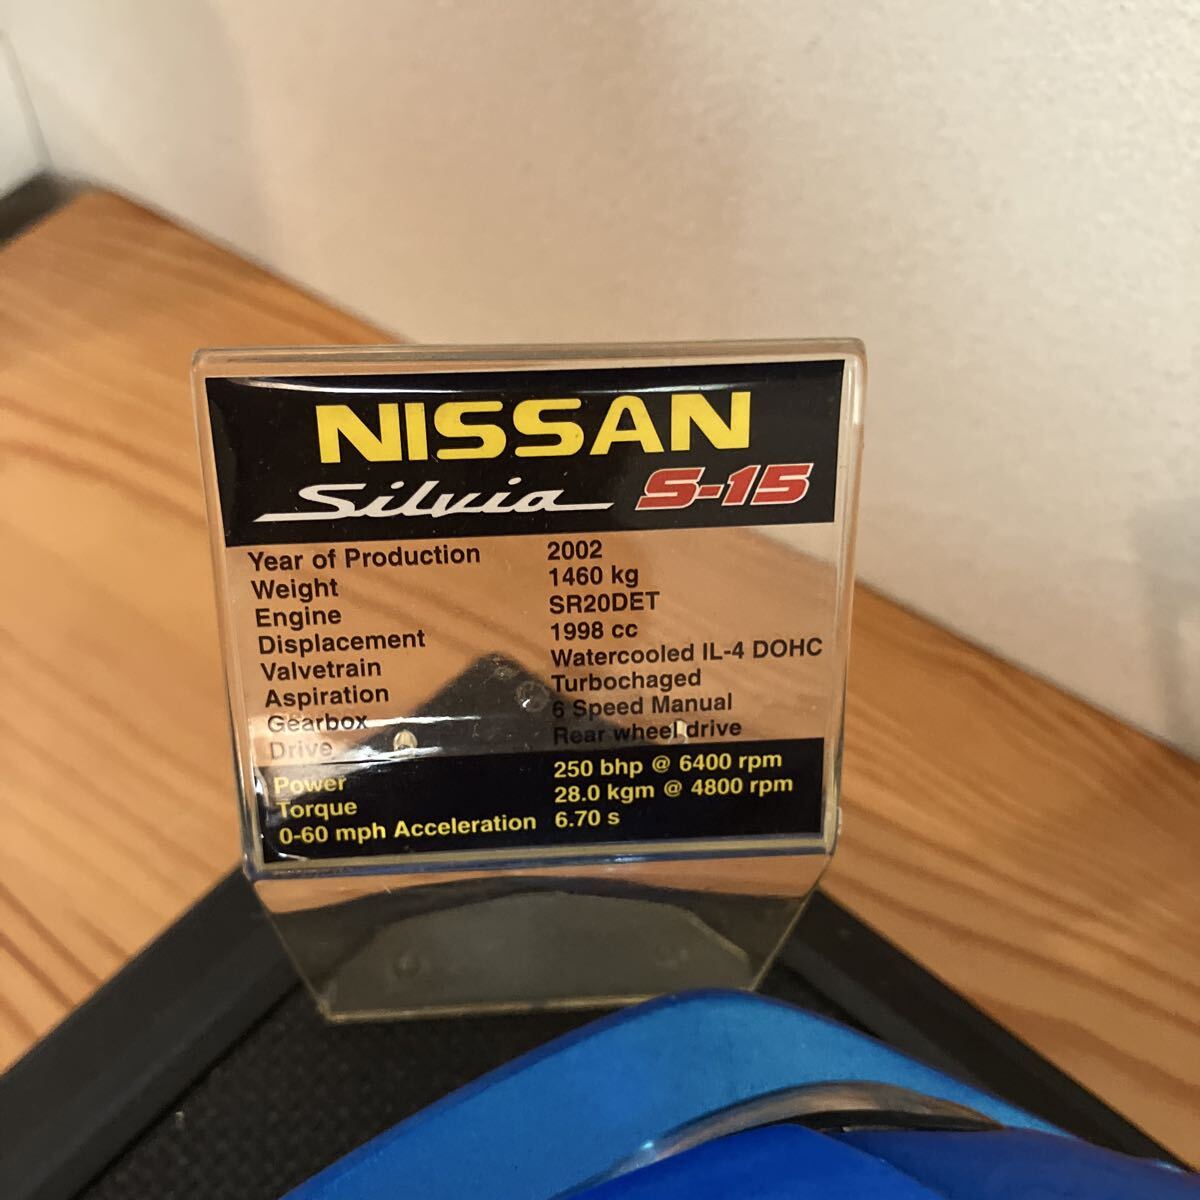 NISSAN
Silvia S-15
Year of Production 2002
Weight 1460 kg
Engine SR20DET
Displacement 1998 cc
Valvetrain Watercooled IL-4 DOHC
Aspiration Turbochaged
Gearbox 6 Speed Manual
Drive Rear wheel drive
Power 250 bhp @ 6400 rpm
Torque 28.0 kgm @ 4800 rpm
0-60 mph Acceleration 6.70 s